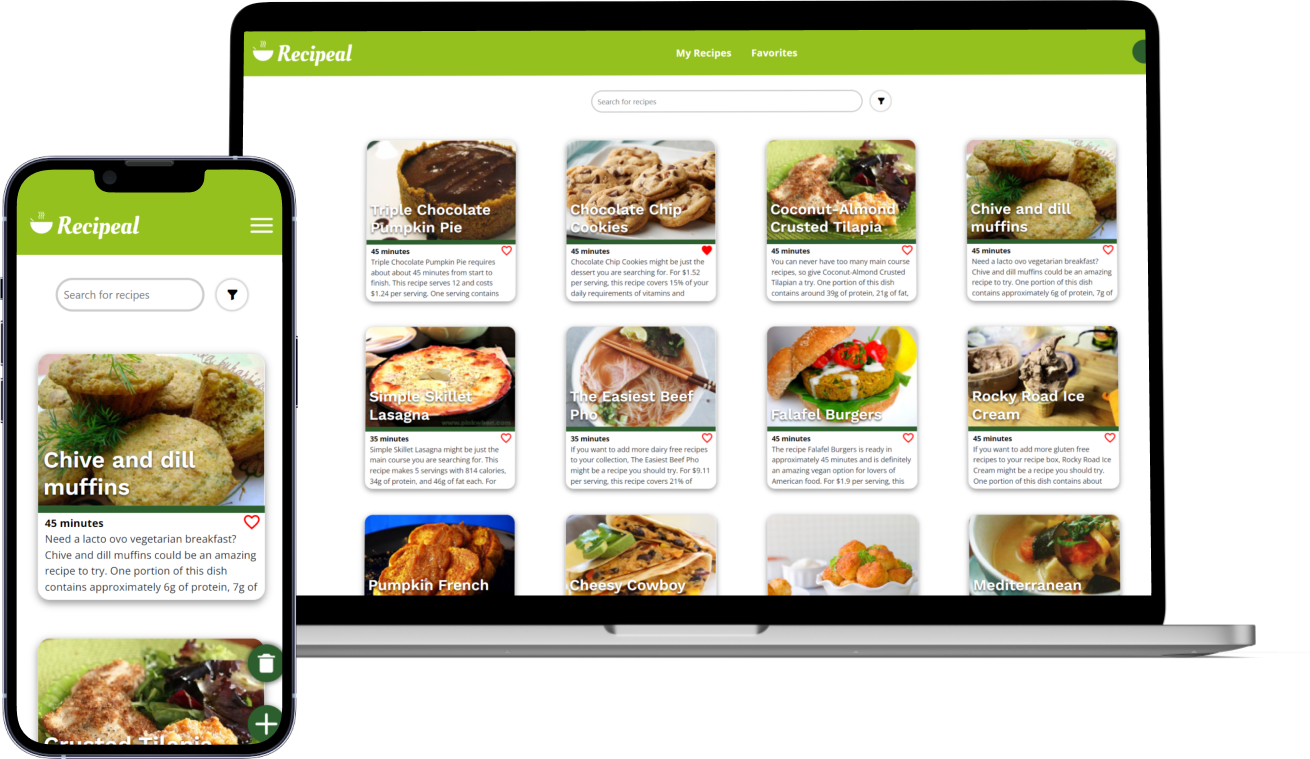 Recipeal
My Recipes
Favorites
Search for recipes
Triple Chocolate
Pumpkin Pie
45 minutes
Triple Chocolate Pumpkin Pie requires
about about 45 minutes from start to
finish. This recipe serves 12 and costs
$1.24 per serving. One serving contains
Chocolate Chip
Cookies
45 minutes
Chocolate Chip Cookies might be just the
dessert you are searching for. For $1.52
per serving, this recipe covers 15% of your
daily requirements of vitamins and
Coconut-Almond
Crusted Tilapia
45 minutes
You can never have too many main course
recipes, so give Coconut-Almond Crusted
Tilapian a try. One portion of this dish
contains around 39g of protein, 21g of fat,
Chive and dill
muffins
45 minutes
Need a lacto ovo vegetarian breakfast?
Chive and dill muffins could be an amazing
recipe to try. One portion of this dish
contains approximately 6g of protein, 7g of
Simple Skillet
Lasagna
35 minutes
Simple Skillet Lasagna might be just the
main course you are searching for. This
recipe makes 5 servings with 814 calories,
34g of protein, and 46g of fat each. For
The Easiest Beef
Pho
35 minutes
If you want to add more dairy free recipes
to your collection, The Easiest Beef Pho
might be a recipe you should try. For $9.11
per serving, this recipe covers 21% of
Falafel Burgers
45 minutes
The recipe Falafel Burgers is ready in
approximately 45 minutes and is definitely
an amazing vegan option for lovers of
American food. For $1.9 per serving, this
Rocky Road Ice
Cream
45 minutes
If you want to add more gluten free
recipes to your recipe box, Rocky Road Ice
Cream might be a recipe you should try.
One portion of this dish contains about
Pumpkin French
Cheesy Cowboy
Mediterranean
Recipeal
Search for recipes
Chive and dill
muffins
45 minutes
Need a lacto ovo vegetarian breakfast?
Chive and dill muffins could be an amazing
recipe to try. One portion of this dish
contains approximately 6g of protein, 7g of
Crusted Tilapia